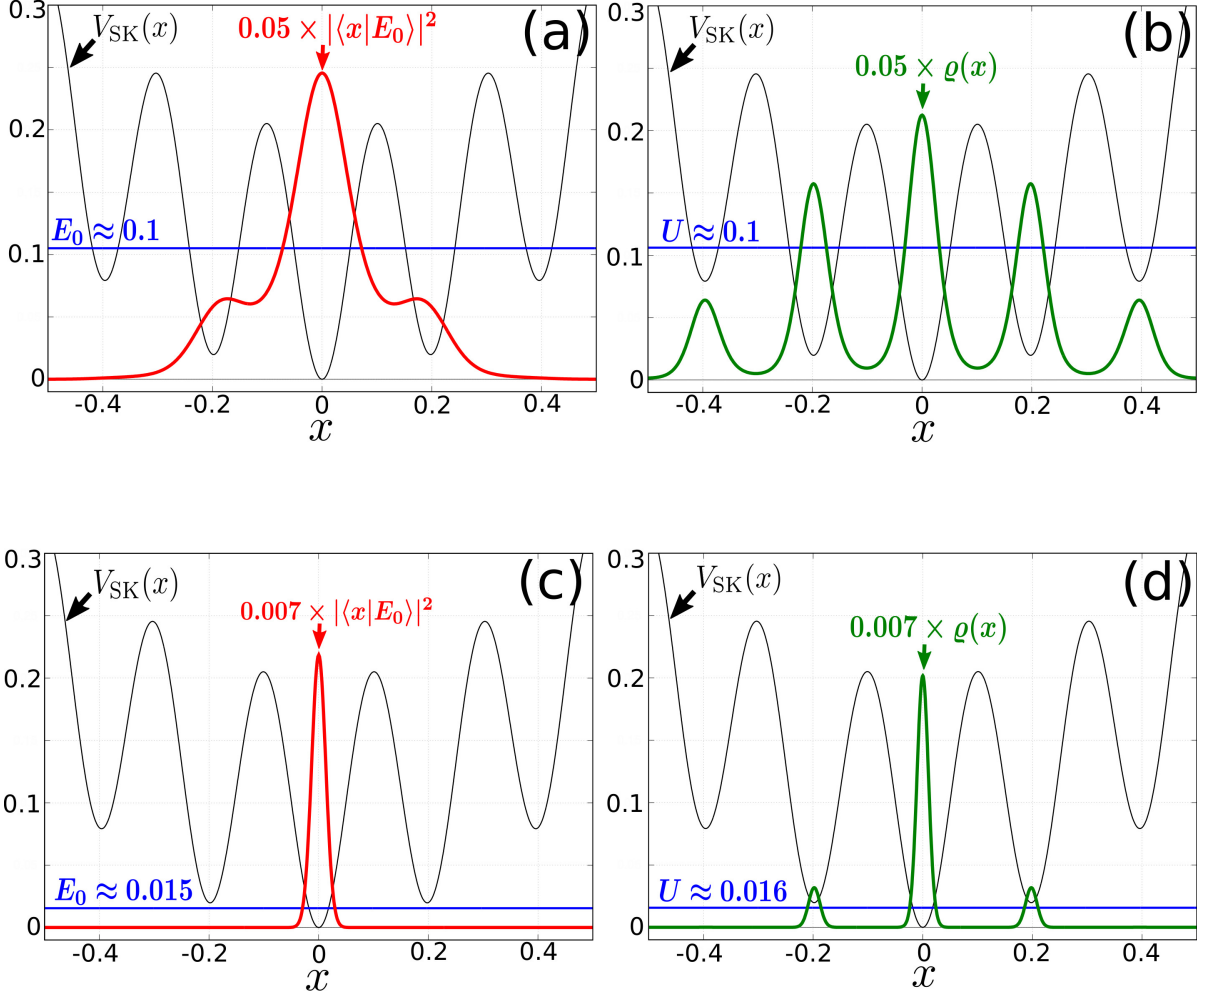 0.3
V_SK(x)
0.05 × |⟨x|E₀⟩|²
(a)
0.2
E₀ ≈ 0.1
0.1
0
-0.4 -0.2 0 0.2 0.4
x
0.3
V_SK(x)
0.05 × ϱ(x)
(b)
0.2
U ≈ 0.1
0.1
0
-0.4 -0.2 0 0.2 0.4
x
0.3
V_SK(x)
0.007 × |⟨x|E₀⟩|²
(c)
0.2
0.1
E₀ ≈ 0.015
0
-0.4 -0.2 0 0.2 0.4
x
0.3
V_SK(x)
0.007 × ϱ(x)
(d)
0.2
0.1
U ≈ 0.016
0
-0.4 -0.2 0 0.2 0.4
x